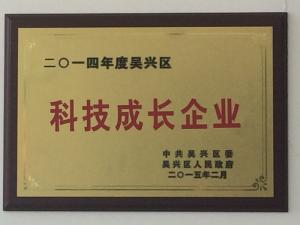 二〇一四年度吴兴区
科技成长企业
中共吴兴区委
吴兴区人民政府
二〇一五年二月